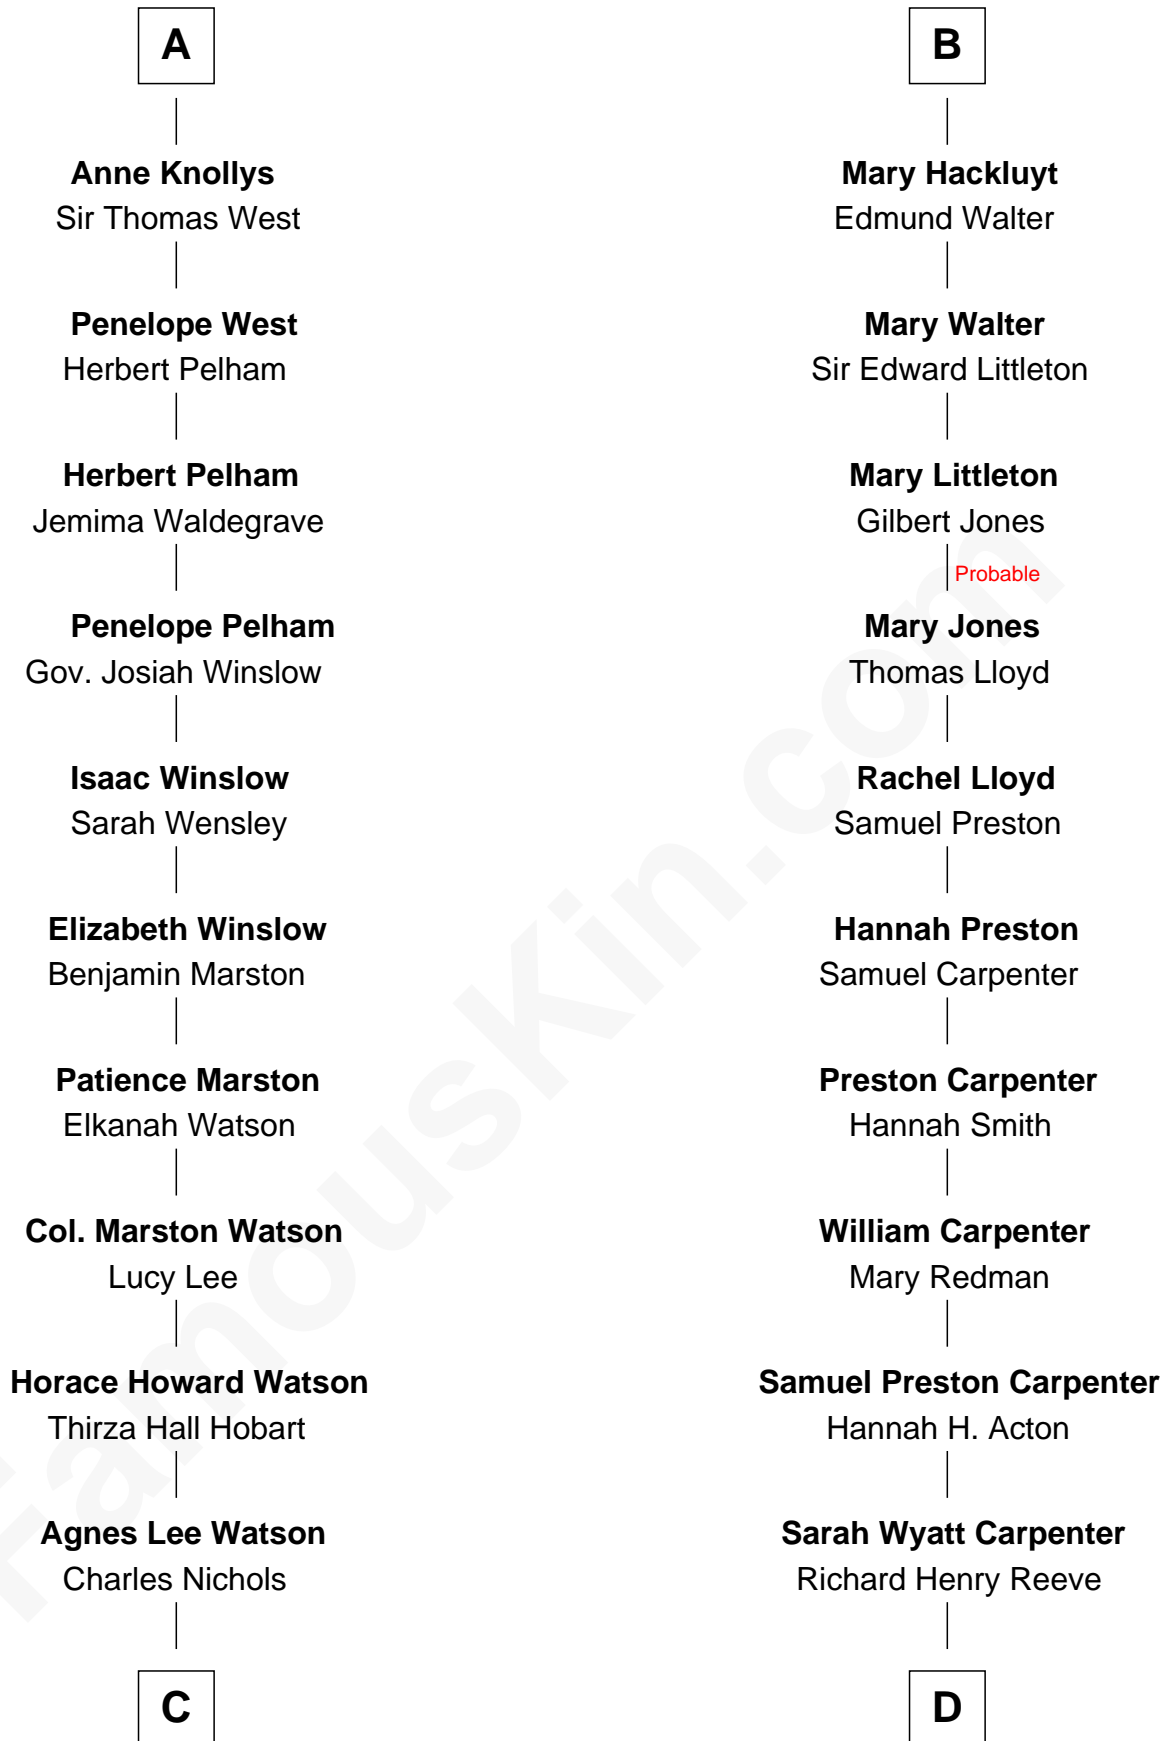 A
Anne Knollys
Sir Thomas West
Penelope West
Herbert Pelham
Herbert Pelham
Jemima Waldegrave
Penelope Pelham
Gov. Josiah Winslow
Isaac Winslow
Sarah Wensley
Elizabeth Winslow
Benjamin Marston
Patience Marston
Elkanah Watson
Col. Marston Watson
Lucy Lee
Horace Howard Watson
Thirza Hall Hobart
Agnes Lee Watson
Charles Nichols
C
B
Mary Hackluyt
Edmund Walter
Mary Walter
Sir Edward Littleton
Mary Littleton
Gilbert Jones
Probable
Mary Jones
Thomas Lloyd
Rachel Lloyd
Samuel Preston
Hannah Preston
Samuel Carpenter
Preston Carpenter
Hannah Smith
William Carpenter
Mary Redman
Samuel Preston Carpenter
Hannah H. Acton
Sarah Wyatt Carpenter
Richard Henry Reeve
D
FamousKin.com